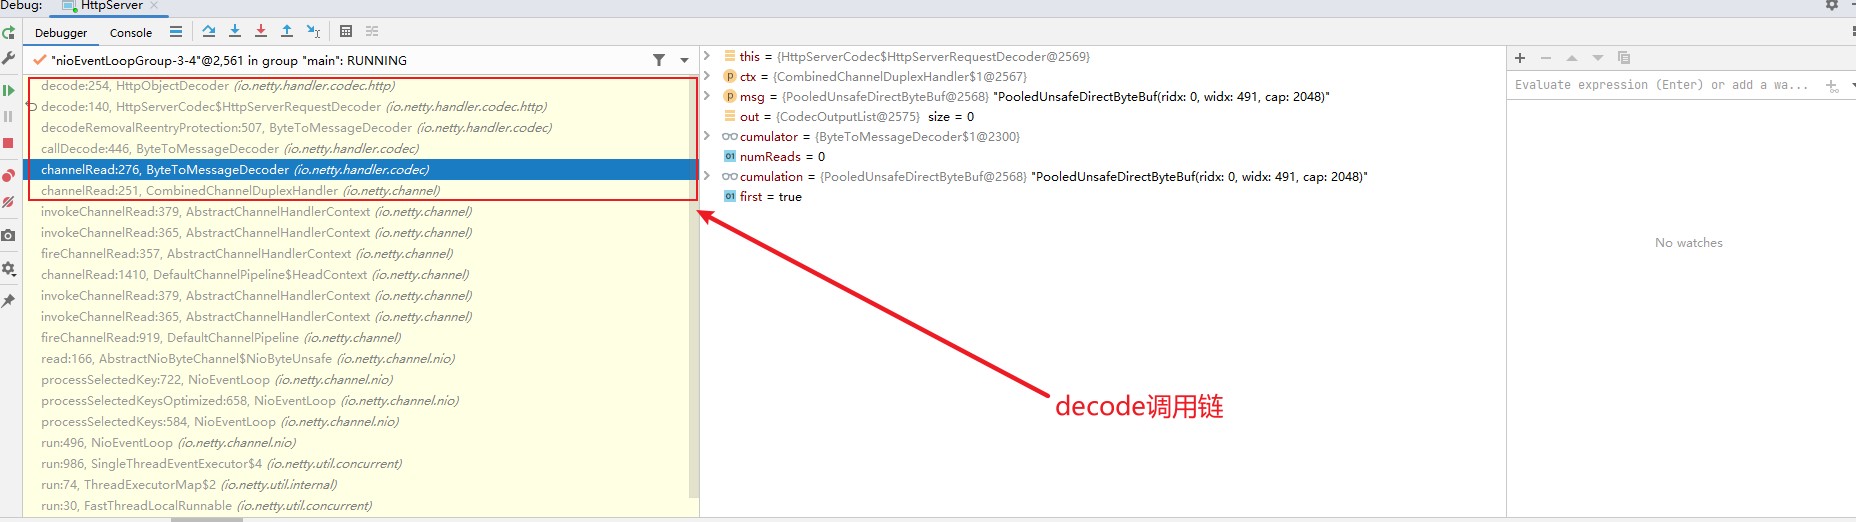 Debug: HttpServer ×
Debugger Console
"nioEventLoopGroup-3-4"@2,561 in group "main": RUNNING
decode:254, HttpObjectDecoder (io.netty.handler.codec.http)
decode:140, HttpServerCodec$HttpServerRequestDecoder (io.netty.handler.codec.http)
decodeRemovalReentryProtection:507, ByteToMessageDecoder (io.netty.handler.codec)
callDecode:446, ByteToMessageDecoder (io.netty.handler.codec)
channelRead:276, ByteToMessageDecoder (io.netty.handler.codec)
channelRead:251, CombinedChannelDuplexHandler (io.netty.channel)
invokeChannelRead:379, AbstractChannelHandlerContext (io.netty.channel)
invokeChannelRead:365, AbstractChannelHandlerContext (io.netty.channel)
fireChannelRead:357, AbstractChannelHandlerContext (io.netty.channel)
channelRead:1410, DefaultChannelPipeline$HeadContext (io.netty.channel)
invokeChannelRead:379, AbstractChannelHandlerContext (io.netty.channel)
invokeChannelRead:365, AbstractChannelHandlerContext (io.netty.channel)
fireChannelRead:919, DefaultChannelPipeline (io.netty.channel)
read:166, AbstractNioByteChannel$NioByteUnsafe (io.netty.channel.nio)
processSelectedKey:722, NioEventLoop (io.netty.channel.nio)
processSelectedKeysOptimized:658, NioEventLoop (io.netty.channel.nio)
processSelectedKeys:584, NioEventLoop (io.netty.channel.nio)
run:496, NioEventLoop (io.netty.channel.nio)
run:986, SingleThreadEventExecutor$4 (io.netty.util.concurrent)
run:74, ThreadExecutorMap$2 (io.netty.util.internal)
run:30, FastThreadLocalRunnable (io.netty.util.concurrent)
this = {HttpServerCodec$HttpServerRequestDecoder@2569}
ctx = {CombinedChannelDuplexHandler$1@2567}
msg = {PooledUnsafeDirectByteBuf@2568} "PooledUnsafeDirectByteBuf(ridx: 0, widx: 491, cap: 2048)"
out = {CodecOutputList@2575} size = 0
cumulator = {ByteToMessageDecoder$1@2300}
numReads = 0
cumulation = {PooledUnsafeDirectByteBuf@2568} "PooledUnsafeDirectByteBuf(ridx: 0, widx: 491, cap: 2048)"
first = true
decode调用链
Evaluate expression (Enter) or add a wa...
No watches